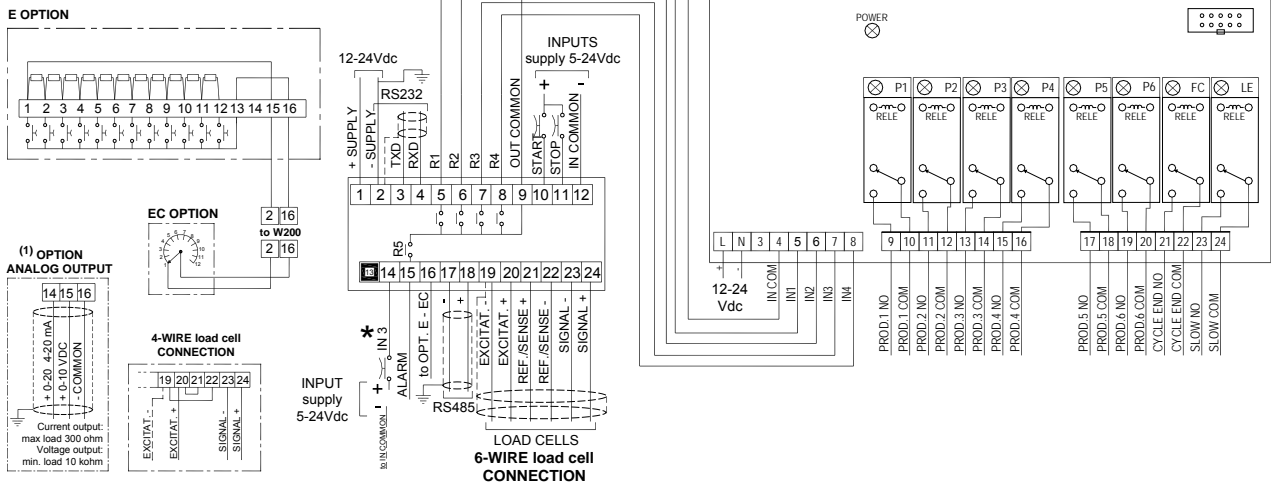 E OPTION
1 2 3 4 5 6 7 8 9 10 11 12 13 14 15 16
EC OPTION
1 2 3 4 5 6 7 8 9 10 11 12
2 16
to W200
2 16
(1) OPTION
ANALOG OUTPUT
14 15 16
+ 0-20 4-20 mA
+ 0-10 VDC
- COMMON
Current output:
max load 300 ohm
Voltage output:
min. load 10 kohm
4-WIRE load cell
CONNECTION
19 20 21 22 23 24
EXCITAT. -
EXCITAT. +
SIGNAL -
SIGNAL +
12-24Vdc
RS232
INPUTS
supply 5-24Vdc
+ -
+ SUPPLY
- SUPPLY
TXD
RXD
R1
R2
R3
R4
OUT COMMON
START
STOP
IN COMMON
1 2 3 4 5 6 7 8 9 10 11 12
R5
13 14 15 16 17 18 19 20 21 22 23 24
* IN 3
ALARM
to OPT. E - EC
-
+
RS485
EXCITAT. -
EXCITAT. +
REF./SENSE +
REF./SENSE -
SIGNAL -
SIGNAL +
INPUT
supply
5-24Vdc
+
-
to IN COMMON
LOAD CELLS
6-WIRE load cell
CONNECTION
POWER
P1 P2 P3 P4 P5 P6 FC LE
RELE RELE RELE RELE RELE RELE RELE RELE
L N 3 4 5 6 7 8
+ -
12-24
Vdc
IN COM
IN1
IN2
IN3
IN4
9 10 11 12 13 14 15 16
PROD.1 NO
PROD.1 COM
PROD.2 NO
PROD.2 COM
PROD.3 NO
PROD.3 COM
PROD.4 NO
PROD.4 COM
17 18 19 20 21 22 23 24
PROD.5 NO
PROD.5 COM
PROD.6 NO
PROD.6 COM
CYCLE END NO
CYCLE END COM
SLOW NO
SLOW COM